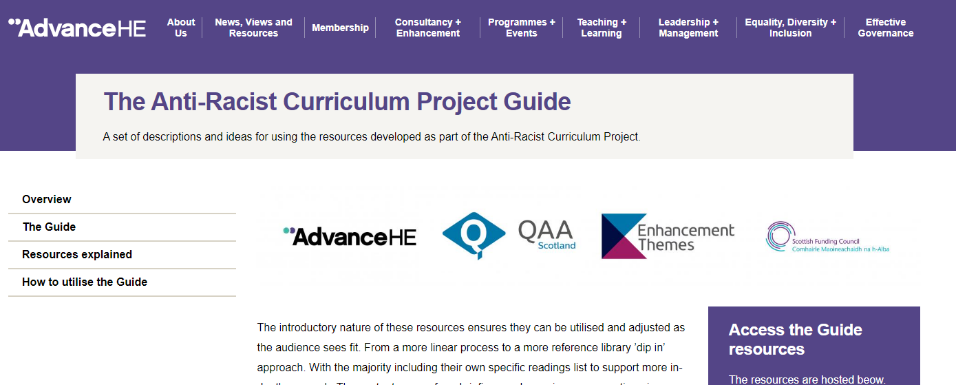 AdvanceHE
About Us
News, Views and Resources
Membership
Consultancy + Enhancement
Programmes + Events
Teaching + Learning
Leadership + Management
Equality, Diversity + Inclusion
Effective Governance
The Anti-Racist Curriculum Project Guide
A set of descriptions and ideas for using the resources developed as part of the Anti-Racist Curriculum Project.
Overview
The Guide
Resources explained
How to utilise the Guide
AdvanceHE
QAA
Scotland
Enhancement
Themes
Scottish Funding Council
Comhairle Maoineachaidh na h-Alba
The introductory nature of these resources ensures they can be utilised and adjusted as
the audience sees fit. From a more linear process to a more reference library 'dip in'
approach. With the majority including their own specific readings list to support more in-
Access the Guide
resources
The resources are hosted beow.